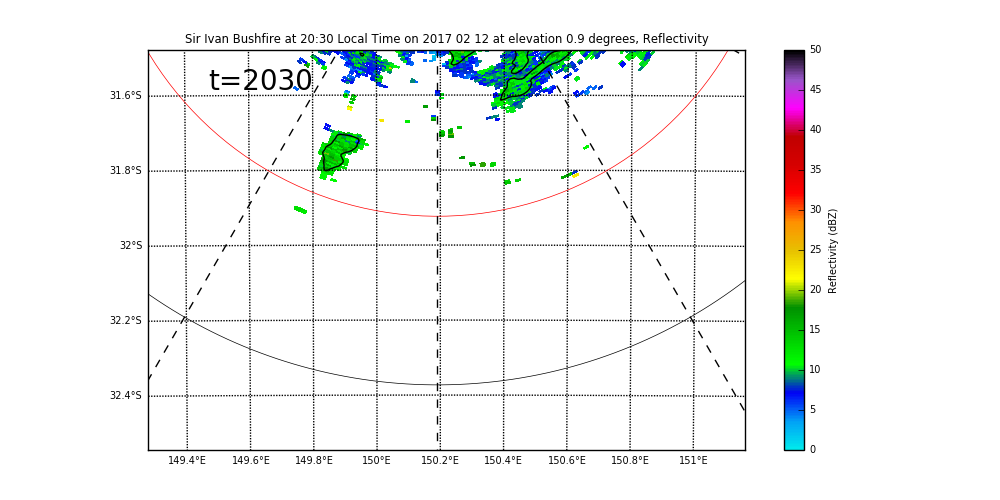 Sir Ivan Bushfire at 20:30 Local Time on 2017 02 12 at elevation 0.9 degrees, Reflectivity
t=2030
31.6°S
31.8°S
32°S
32.2°S
32.4°S
149.4°E 149.6°E 149.8°E 150°E 150.2°E 150.4°E 150.6°E 150.8°E 151°E
50
45
40
35
30
25
20
15
10
5
0
Reflectivity (dBZ)